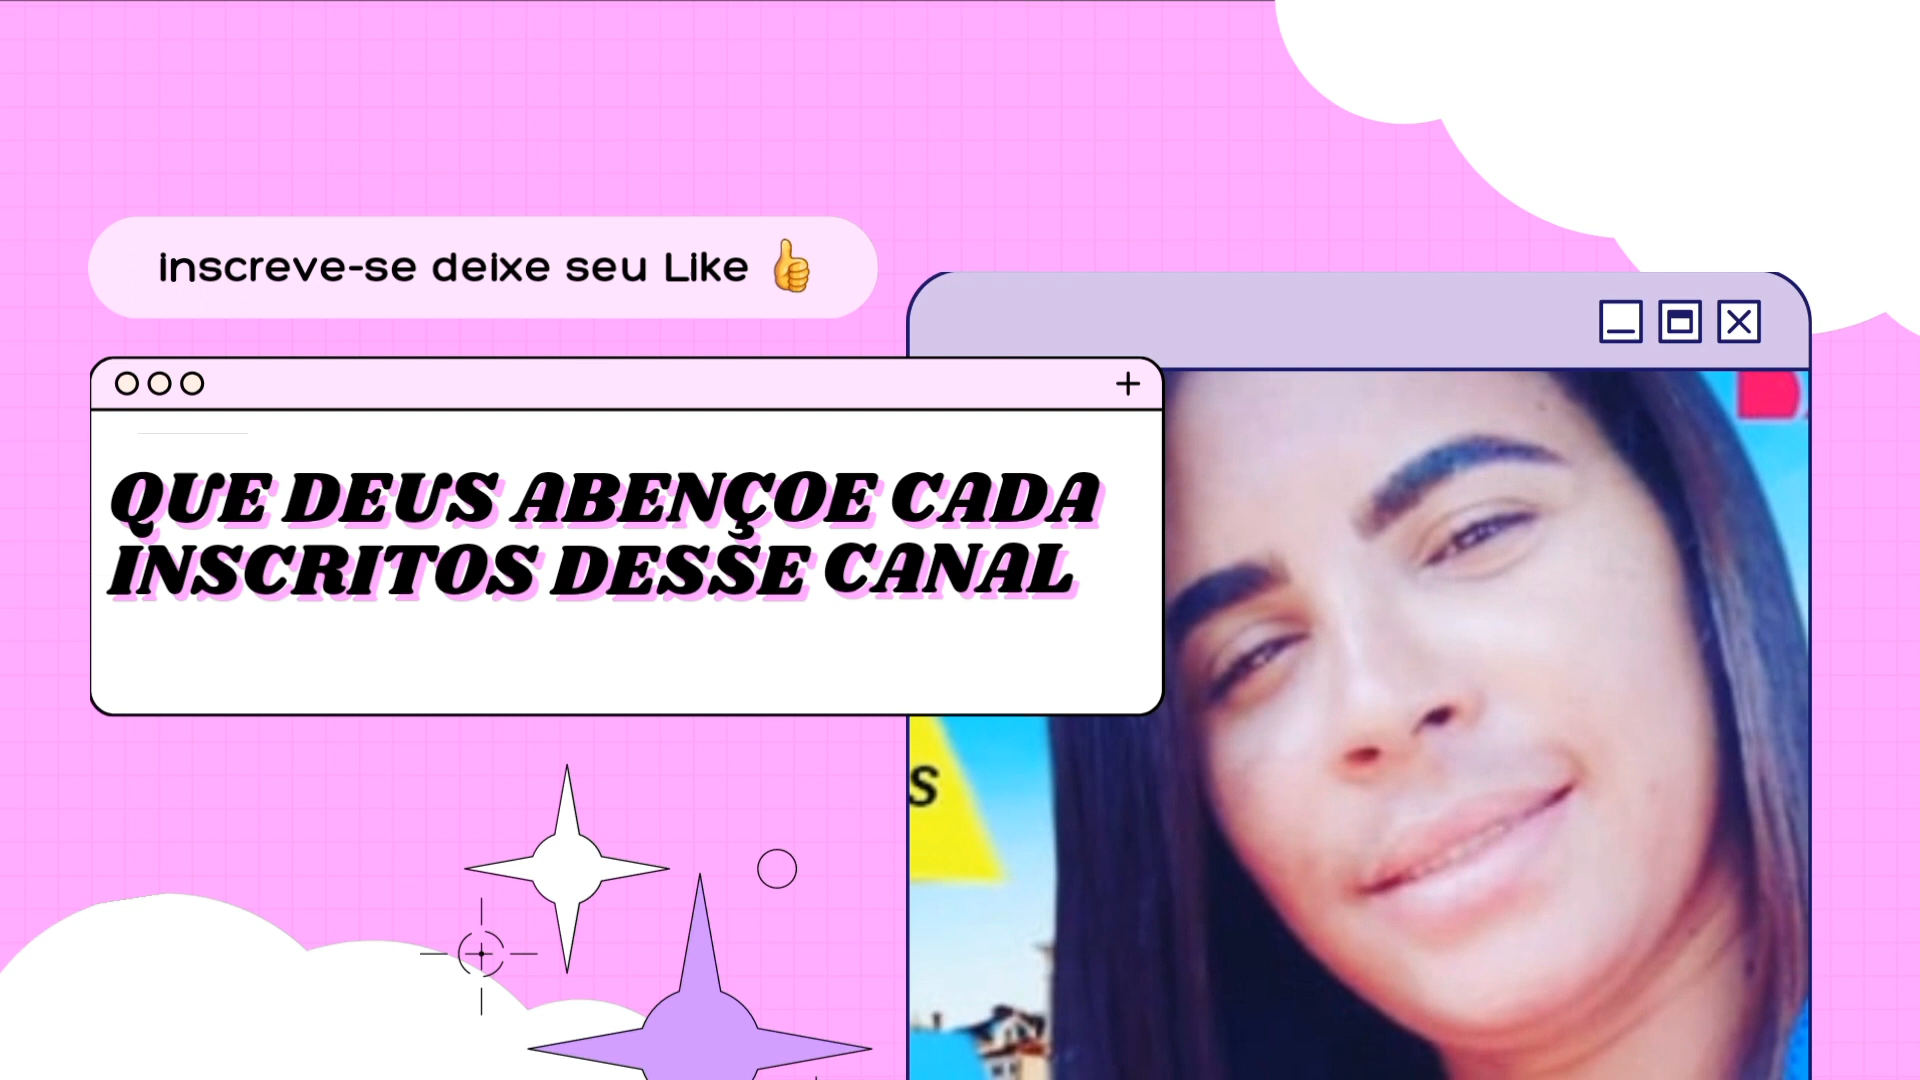 inscreve-se deixe seu Like 👍
QUE DEUS ABENÇOE CADA
INSCRITOS DESSE CANAL
S